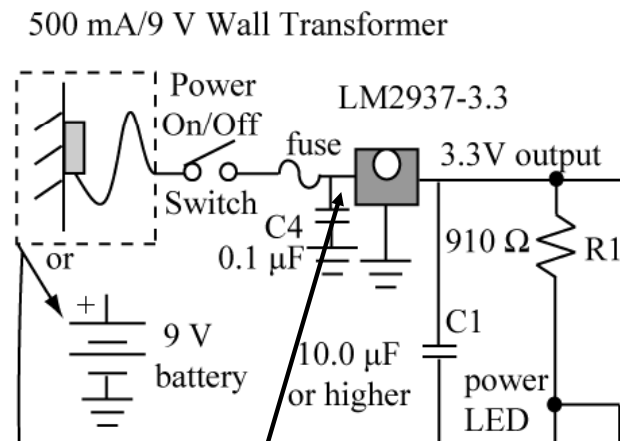 500 mA/9 V Wall Transformer
Power
On/Off
Switch
fuse
LM2937-3.3
3.3V output
C4
0.1 μF
910 Ω
R1
or
+
9 V
battery
C1
10.0 μF
or higher
power
LED